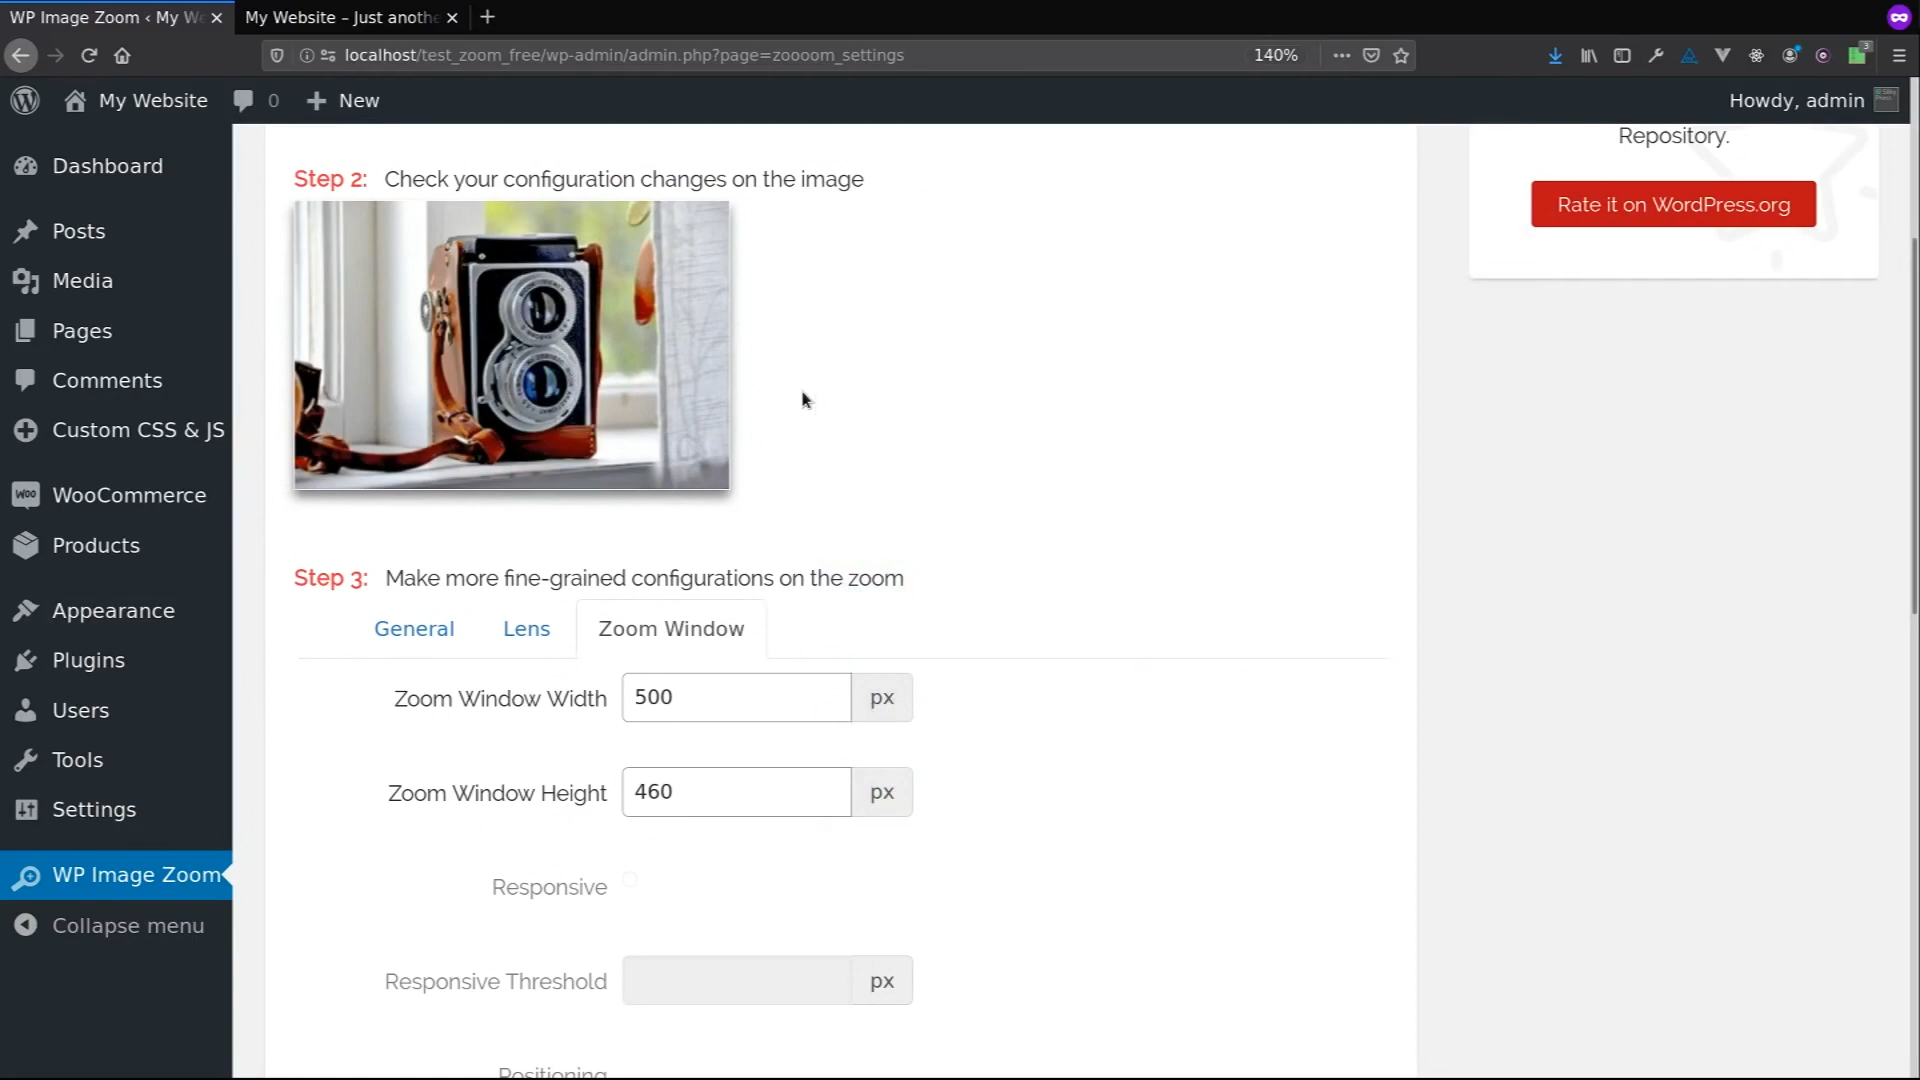 WP Image Zoom ‹ My We
My Website – Just anothe
localhost/test_zoom_free/wp-admin/admin.php?page=zoooom_settings
140%
3
My Website
0
New
Howdy, admin
Dashboard
Posts
Media
Pages
Comments
Custom CSS & JS
WooCommerce
Products
Appearance
Plugins
Users
Tools
Settings
WP Image Zoom
Collapse menu
Step 2: Check your configuration changes on the image
Step 3: Make more fine-grained configurations on the zoom
General
Lens
Zoom Window
Zoom Window Width 500 px
Zoom Window Height 460 px
Responsive
Responsive Threshold px
Positioning
Repository.
Rate it on WordPress.org